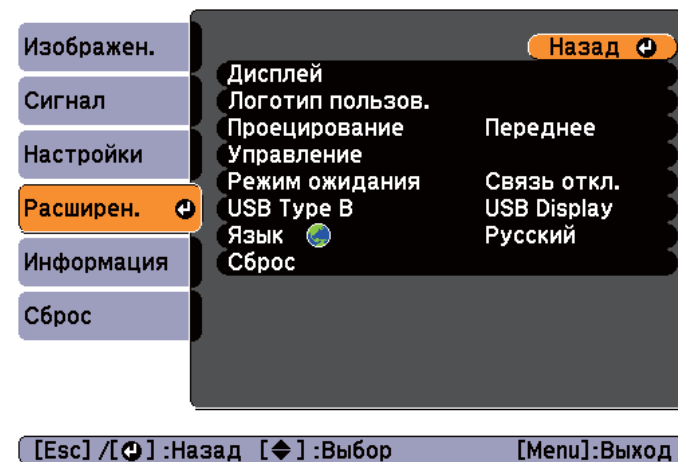 Изображен.
Сигнал
Настройки
Расширен.
Информация
Сброс
Назад
Дисплей
Логотип пользов.
Проецирование Переднее
Управление
Режим ожидания Связь откл.
USB Type B USB Display
Язык Русский
Сброс
[Esc] /[ ] :Назад [ ] :Выбор [Menu]:Выход